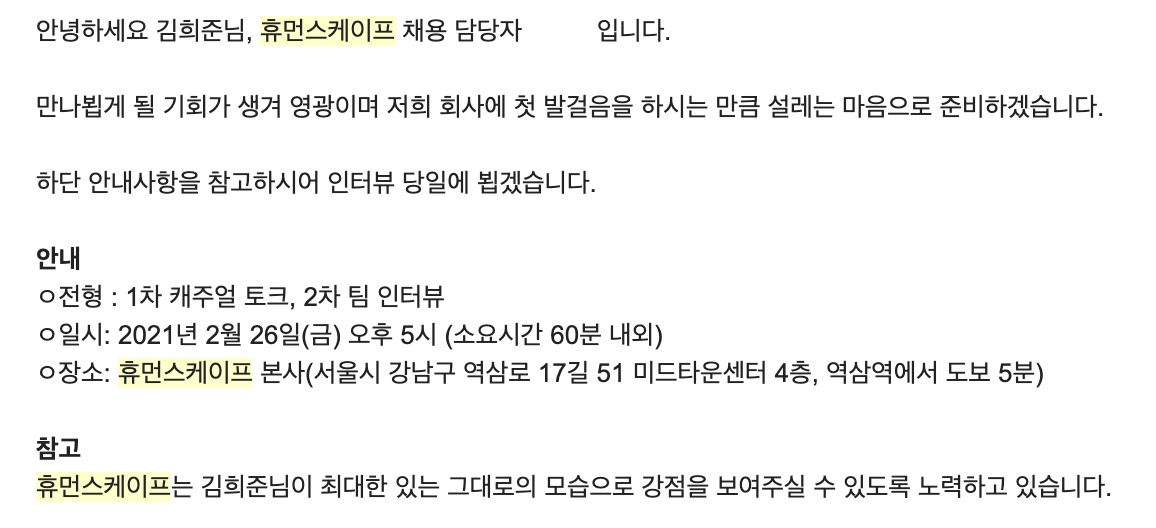 안녕하세요 김희준님, 휴먼스케이프 채용 담당자 입니다.
만나뵙게 될 기회가 생겨 영광이며 저희 회사에 첫 발걸음을 하시는 만큼 설레는 마음으로 준비하겠습니다.
하단 안내사항을 참고하시어 인터뷰 당일에 뵙겠습니다.
안내
ㅇ전형 : 1차 캐주얼 토크, 2차 팀 인터뷰
ㅇ일시: 2021년 2월 26일(금) 오후 5시 (소요시간 60분 내외)
ㅇ장소: 휴먼스케이프 본사(서울시 강남구 역삼로 17길 51 미드타운센터 4층, 역삼역에서 도보 5분)
참고
휴먼스케이프는 김희준님이 최대한 있는 그대로의 모습으로 강점을 보여주실 수 있도록 노력하고 있습니다.